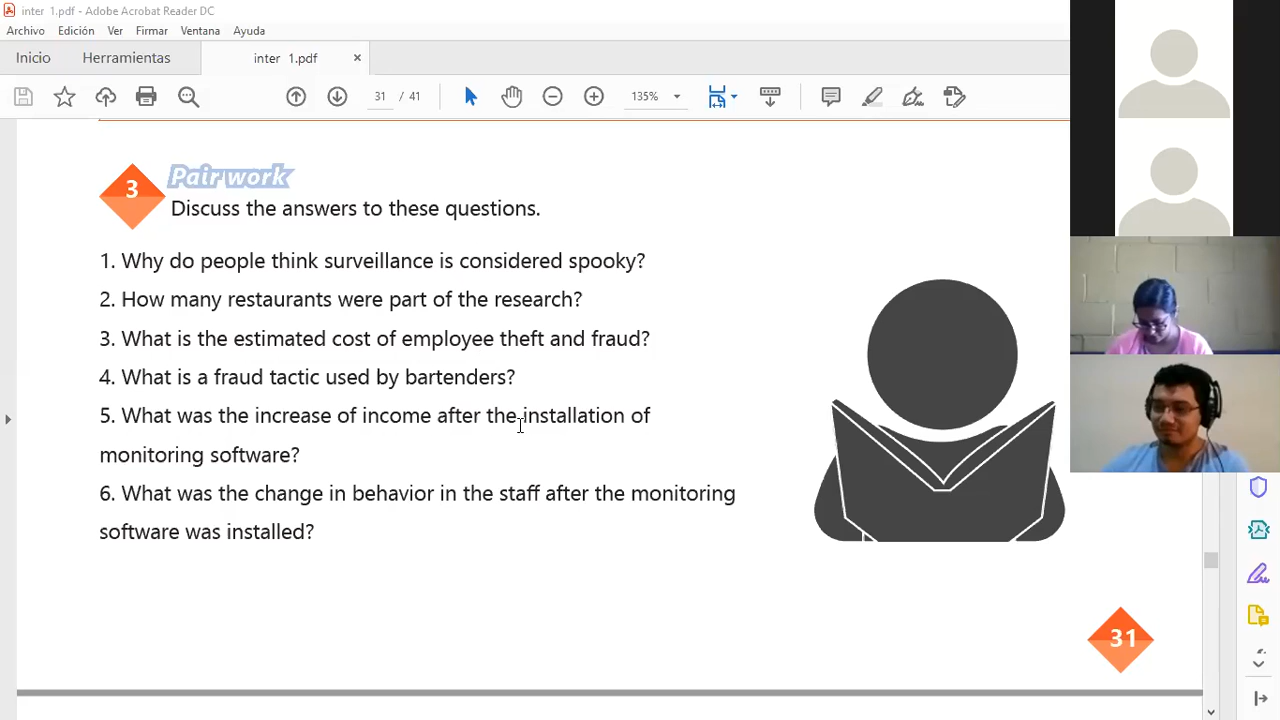 inter 1.pdf - Adobe Acrobat Reader DC
Archivo Edición Ver Firmar Ventana Ayuda
Inicio Herramientas inter 1.pdf ×
31 / 41 135%
3
Pair work
Discuss the answers to these questions.
1. Why do people think surveillance is considered spooky?
2. How many restaurants were part of the research?
3. What is the estimated cost of employee theft and fraud?
4. What is a fraud tactic used by bartenders?
5. What was the increase of income after the installation of
monitoring software?
6. What was the change in behavior in the staff after the monitoring
software was installed?
31